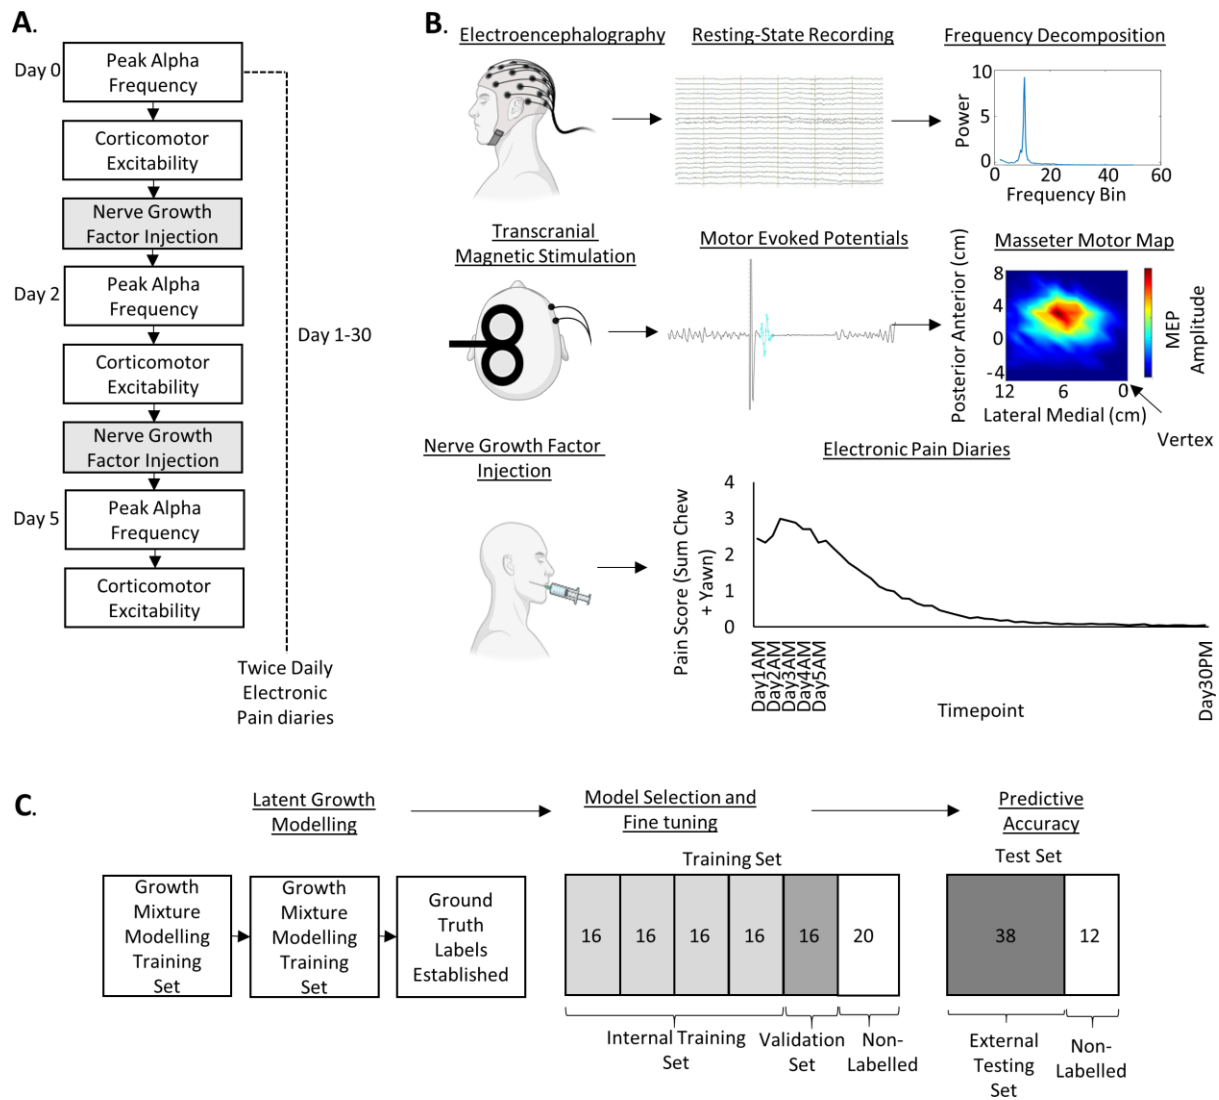 A.
Day 0
Peak Alpha
Frequency
Corticomotor
Excitability
Nerve Growth
Factor Injection
Day 2
Peak Alpha
Frequency
Day 1-30
Corticomotor
Excitability
Nerve Growth
Factor Injection
Day 5
Peak Alpha
Frequency
Corticomotor
Excitability
Twice Daily
Electronic
Pain diaries
B.
Electroencephalography
Resting-State Recording
Frequency Decomposition
Power
10
5
0
0
20
40
60
Frequency Bin
Transcranial
Magnetic Stimulation
Motor Evoked Potentials
Masseter Motor Map
Posterior Anterior (cm)
8
4
0
-4
12
6
0
Lateral Medial (cm)
MEP
Amplitude
Vertex
Nerve Growth Factor
Injection
Electronic Pain Diaries
Pain Score (Sum Chew
+ Yawn)
4
3
2
1
0
Day1AM
Day2AM
Day3AM
Day4AM
Day5AM
Day30PM
Timepoint
C.
Latent Growth
Modelling
Model Selection and
Fine tuning
Predictive
Accuracy
Training Set
Test Set
Growth
Mixture
Modelling
Training
Set
Growth
Mixture
Modelling
Training
Set
Ground
Truth
Labels
Established
16
16
16
16
16
20
38
12
Internal Training
Set
Validation
Set
Non-
Labelled
External
Testing
Set
Non-
Labelled